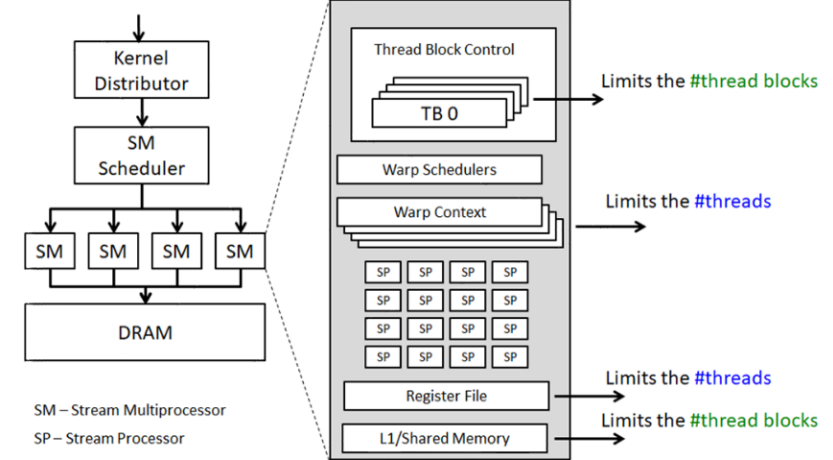 Kernel
Distributor
SM
Scheduler
SM
SM
SM
SM
DRAM
SM – Stream Multiprocessor
SP – Stream Processor
Thread Block Control
TB 0
Warp Schedulers
Warp Context
SP SP SP SP
SP SP SP SP
SP SP SP SP
SP SP SP SP
Register File
L1/Shared Memory
Limits the #thread blocks
Limits the #threads
Limits the #threads
Limits the #thread blocks